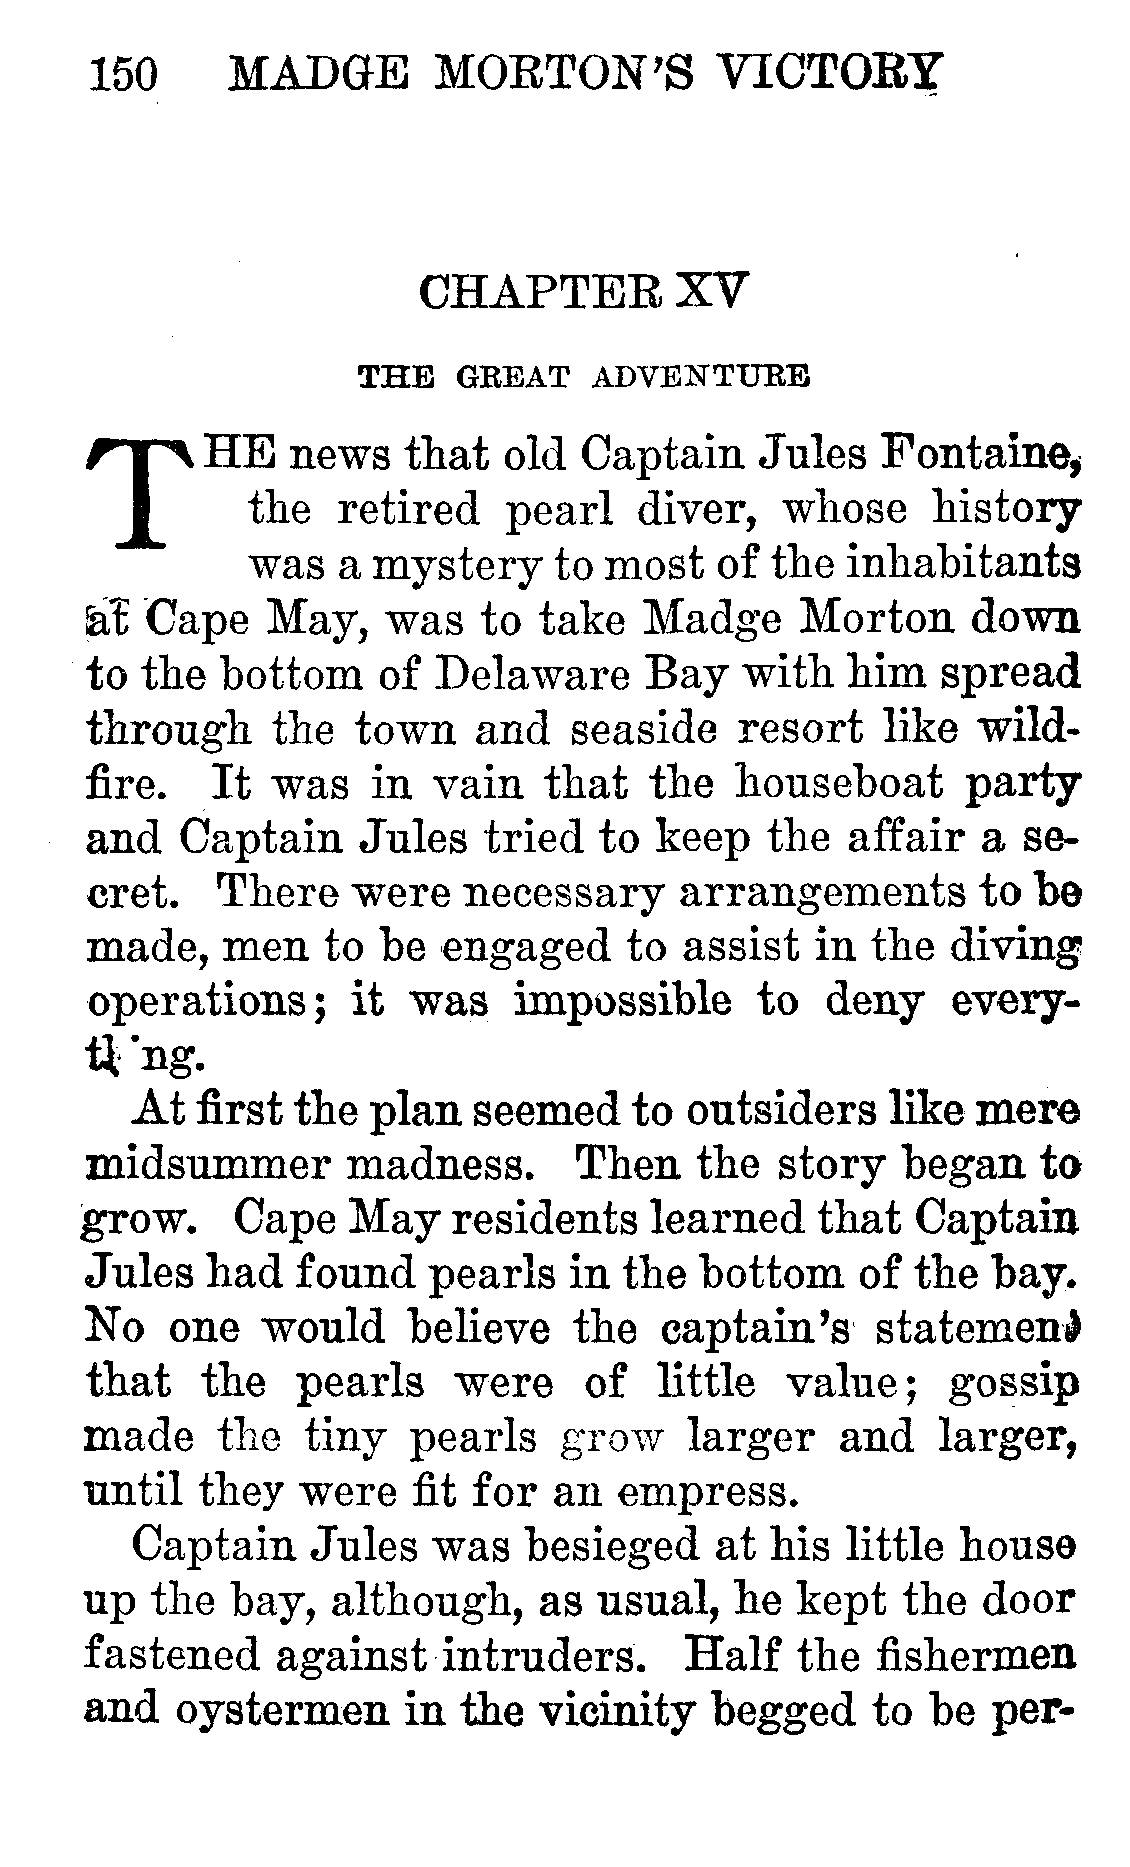 150 MADGE MORTON'S VICTORY
CHAPTER XV
THE GREAT ADVENTURE
THE news that old Captain Jules Fontaine,
the retired pearl diver, whose history
was a mystery to most of the inhabitants
at Cape May, was to take Madge Morton down
to the bottom of Delaware Bay with him spread
through the town and seaside resort like wild-
fire. It was in vain that the houseboat party
and Captain Jules tried to keep the affair a se-
cret. There were necessary arrangements to be
made, men to be engaged to assist in the diving
operations; it was impossible to deny every-
thing.
At first the plan seemed to outsiders like mere
midsummer madness. Then the story began to
grow. Cape May residents learned that Captain
Jules had found pearls in the bottom of the bay.
No one would believe the captain's statement
that the pearls were of little value; gossip
made the tiny pearls grow larger and larger,
until they were fit for an empress.
Captain Jules was besieged at his little house
up the bay, although, as usual, he kept the door
fastened against intruders. Half the fishermen
and oystermen in the vicinity begged to be per-